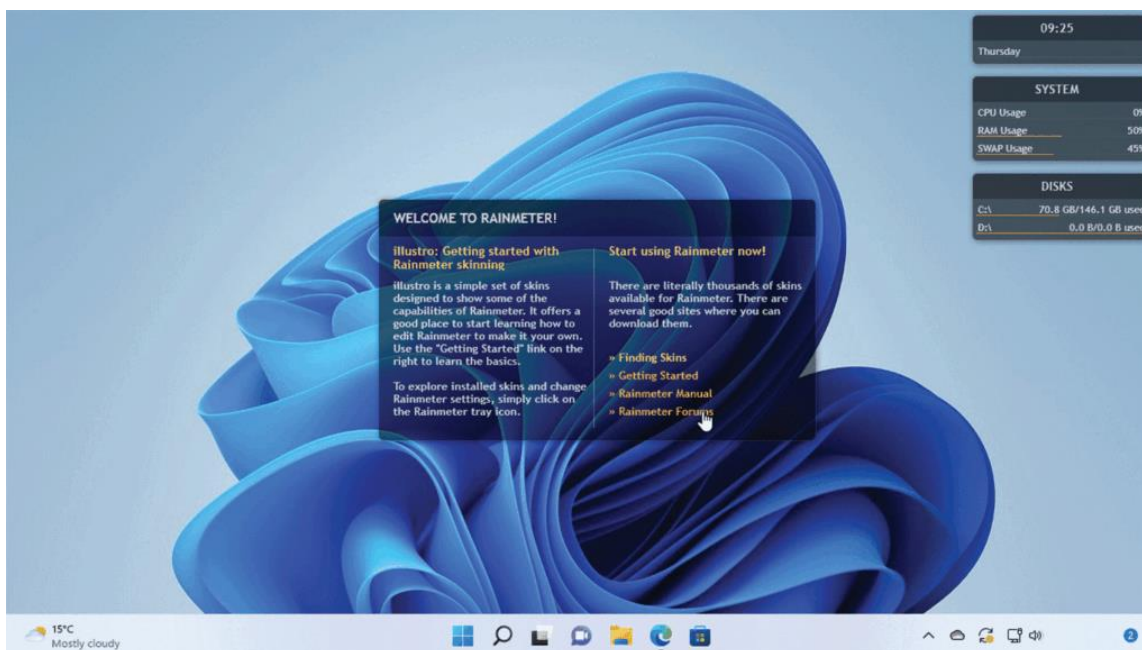 09:25
Thursday
SYSTEM
CPU Usage 0%
RAM Usage 50%
SWAP Usage 45%
DISKS
C:\ 70.8 GB/146.1 GB used
D:\ 0.0 B/0.0 B used
WELCOME TO RAINMETER!
illustro: Getting started with
Rainmeter skinning
illustro is a simple set of skins
designed to show some of the
capabilities of Rainmeter. It offers a
good place to start learning how to
edit Rainmeter to make it your own.
Use the "Getting Started" link on the
right to learn the basics.
To explore installed skins and change
Rainmeter settings, simply click on
the Rainmeter tray icon.
Start using Rainmeter now!
There are literally thousands of skins
available for Rainmeter. There are
several good sites where you can
download them.
» Finding Skins
» Getting Started
» Rainmeter Manual
» Rainmeter Forums
15°C
Mostly cloudy
2